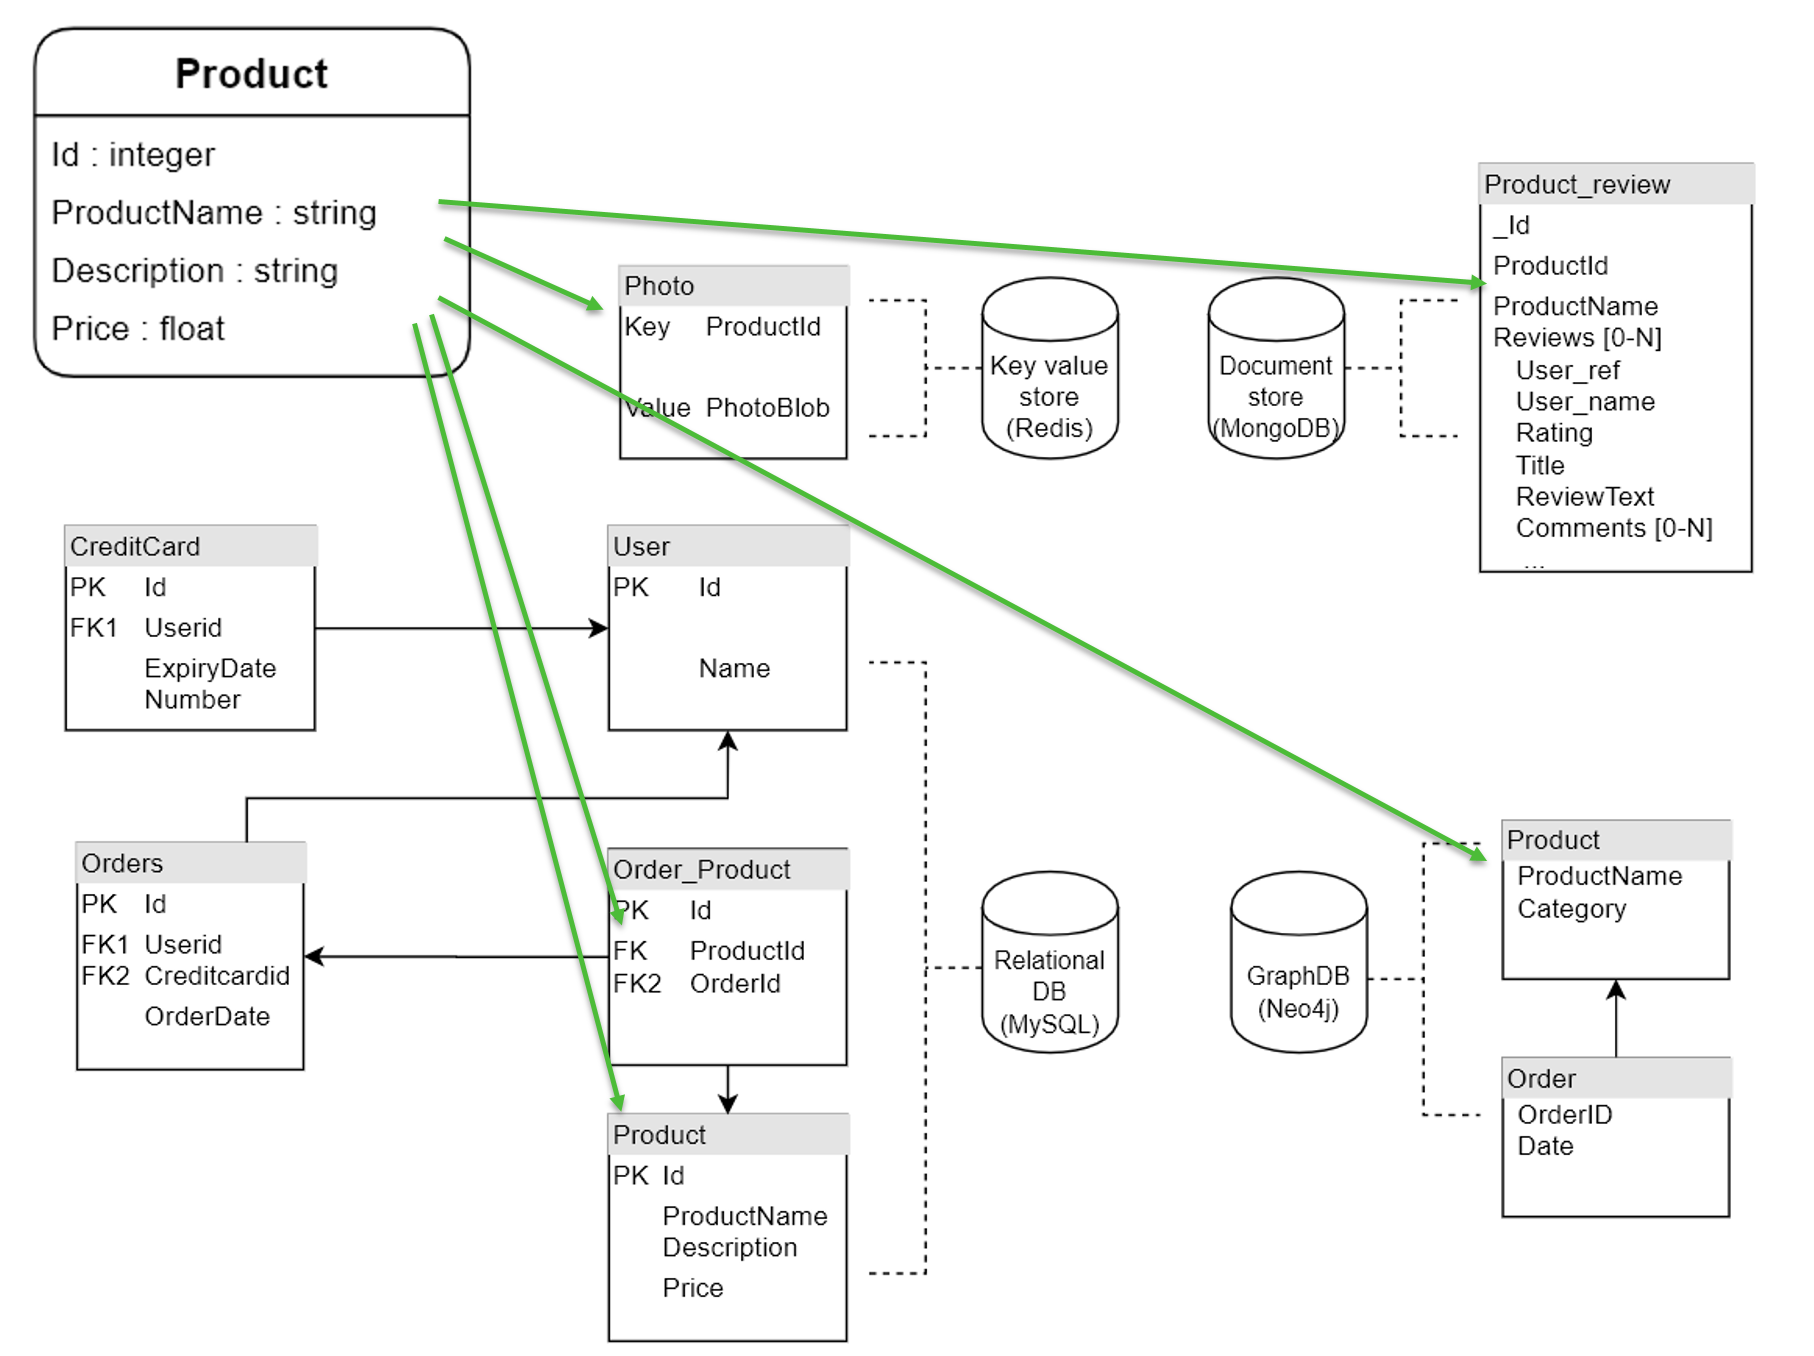 Product
Id : integer
ProductName : string
Description : string
Price : float
Photo
Key ProductId
Value PhotoBlob
Key value
store
(Redis)
Document
store
(MongoDB)
Product_review
_Id
ProductId
ProductName
Reviews [0-N]
User_ref
User_name
Rating
Title
ReviewText
Comments [0-N]
...
CreditCard
PK Id
FK1 Userid
ExpiryDate
Number
User
PK Id
Name
Orders
PK Id
FK1 Userid
FK2 Creditcardid
OrderDate
Order_Product
PK Id
FK ProductId
FK2 OrderId
Product
PK Id
ProductName
Description
Price
Relational
DB
(MySQL)
GraphDB
(Neo4j)
Product
ProductName
Category
Order
OrderID
Date